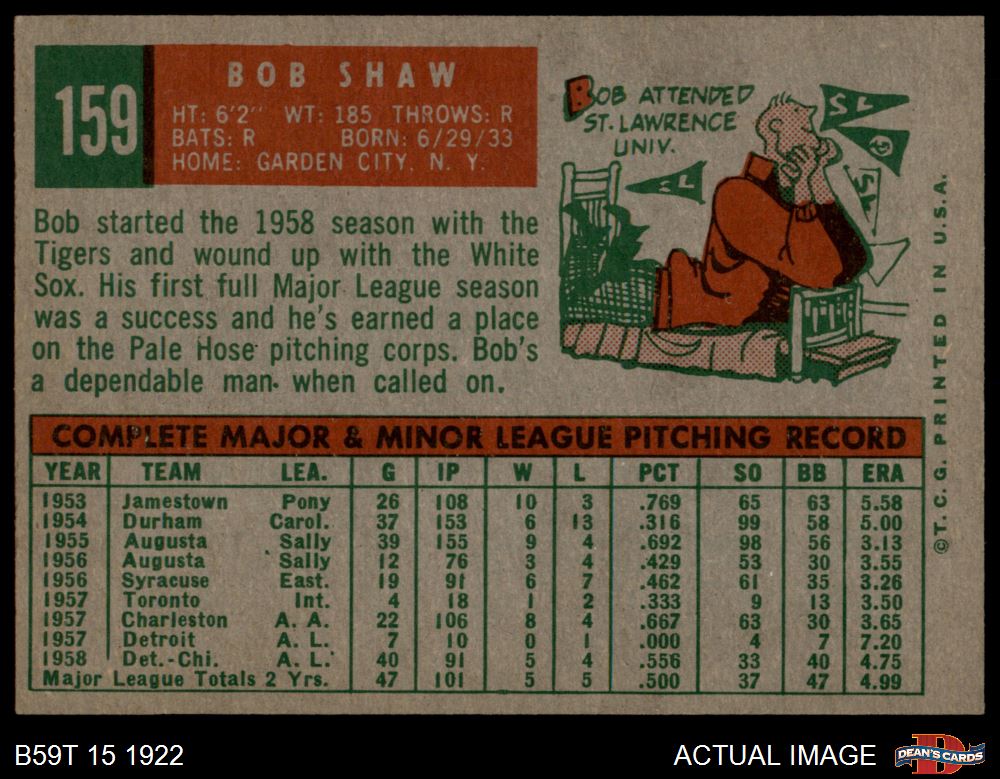 159
BOB SHAW
HT: 6'2" WT: 185 THROWS: R
BATS: R BORN: 6/29/33
HOME: GARDEN CITY, N. Y.
BOB ATTENDED
ST. LAWRENCE
UNIV.
SL
SL
SL
Bob started the 1958 season with the
Tigers and wound up with the White
Sox. His first full Major League season
was a success and he's earned a place
on the Pale Hose pitching corps. Bob's
a dependable man when called on.
COMPLETE MAJOR & MINOR LEAGUE PITCHING RECORD
YEAR TEAM LEA. G IP W L PCT SO BB ERA
1953 Jamestown Pony 26 108 10 3 .769 65 63 5.58
1954 Durham Carol. 37 153 6 13 .316 99 58 5.00
1955 Augusta Sally 39 155 9 4 .692 98 56 3.13
1956 Augusta Sally 12 76 3 4 .429 53 30 3.55
1956 Syracuse East. 19 91 6 7 .462 61 35 3.26
1957 Toronto Int. 4 18 1 2 .333 9 13 3.50
1957 Charleston A. A. 22 106 8 4 .667 63 30 3.65
1957 Detroit A. L. 7 10 0 1 .000 4 7 7.20
1958 Det.-Chi. A. L. 40 91 5 4 .556 33 40 4.75
Major League Totals 2 Yrs. 47 101 5 5 .500 37 47 4.99
©T. C. G. PRINTED IN U.S.A.
B59T 15 1922
ACTUAL IMAGE
DEAN'S CARDS